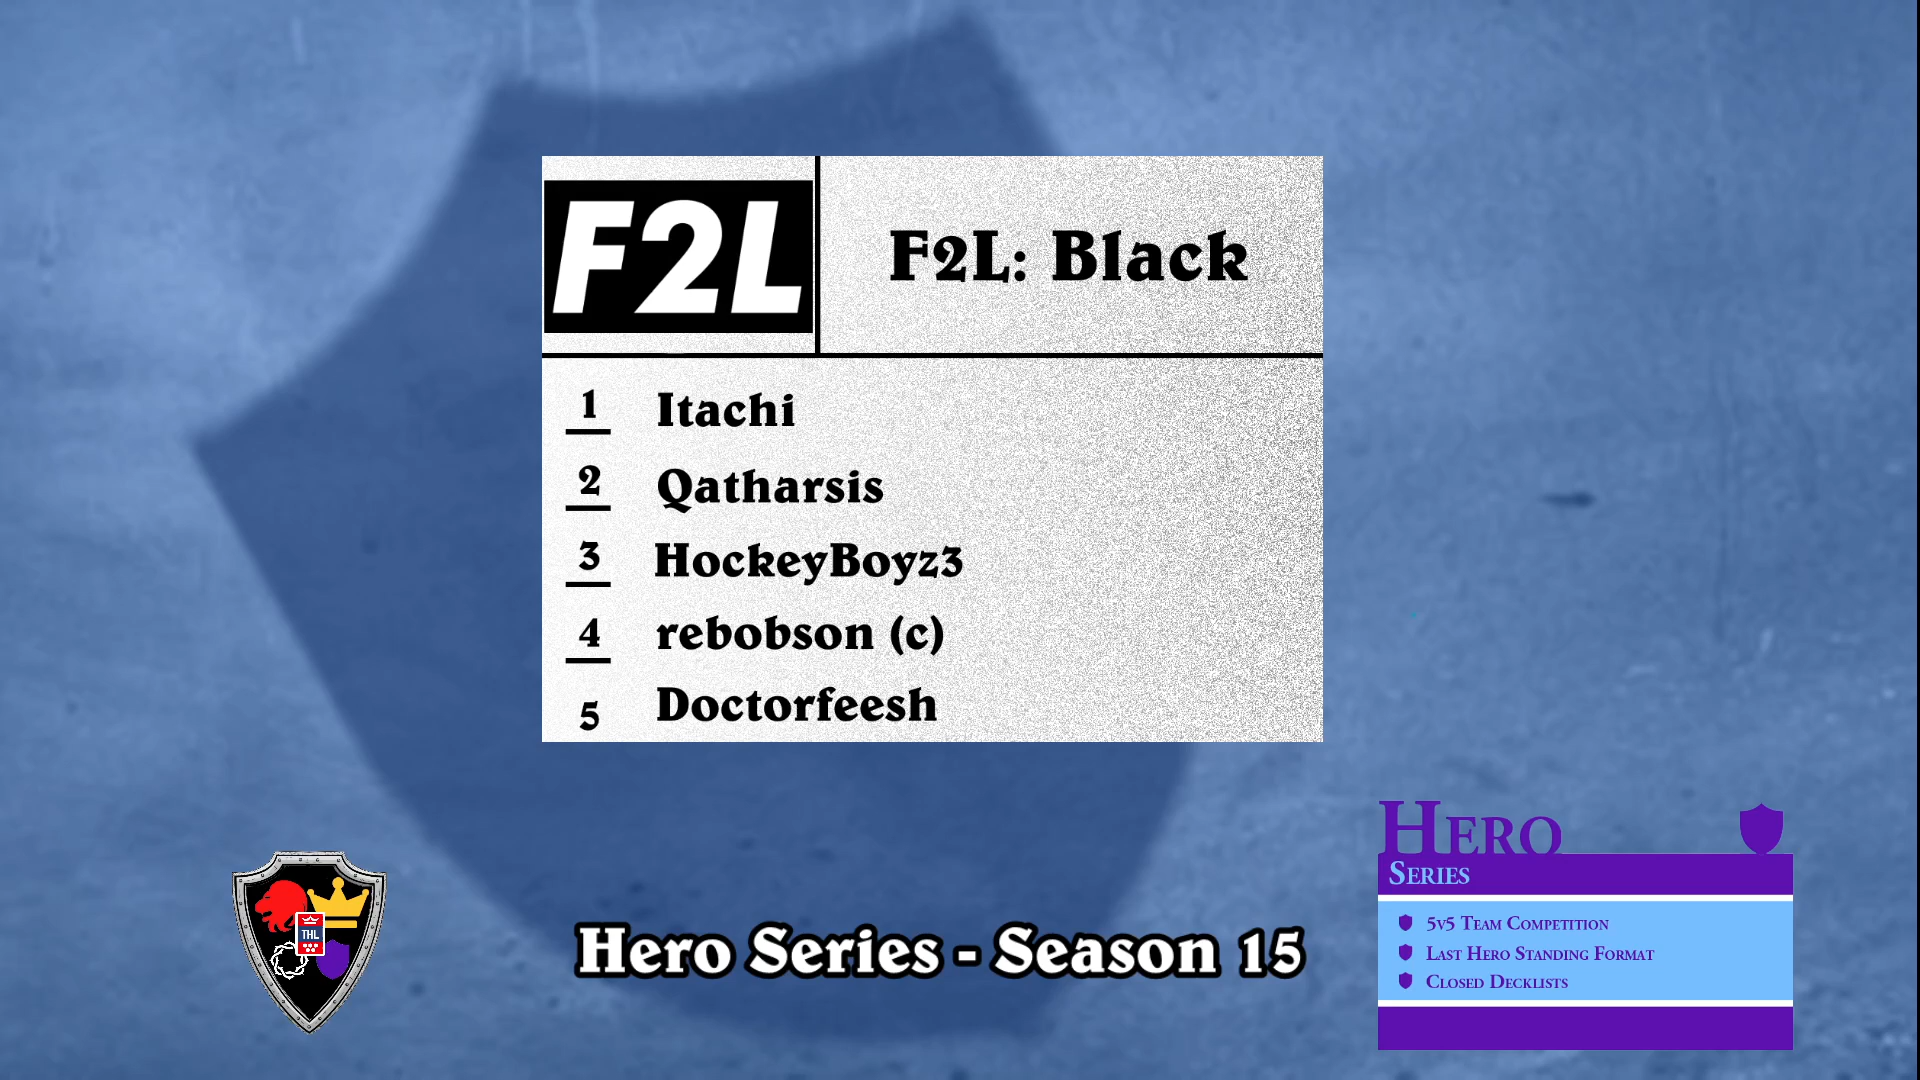 F2L
F2L: Black
1 Itachi
2 Qatharsis
3 HockeyBoyz3
4 rebobson (c)
5 Doctorfeesh
THL
Hero Series - Season 15
HERO
SERIES
5v5 TEAM COMPETITION
LAST HERO STANDING FORMAT
CLOSED DECKLISTS